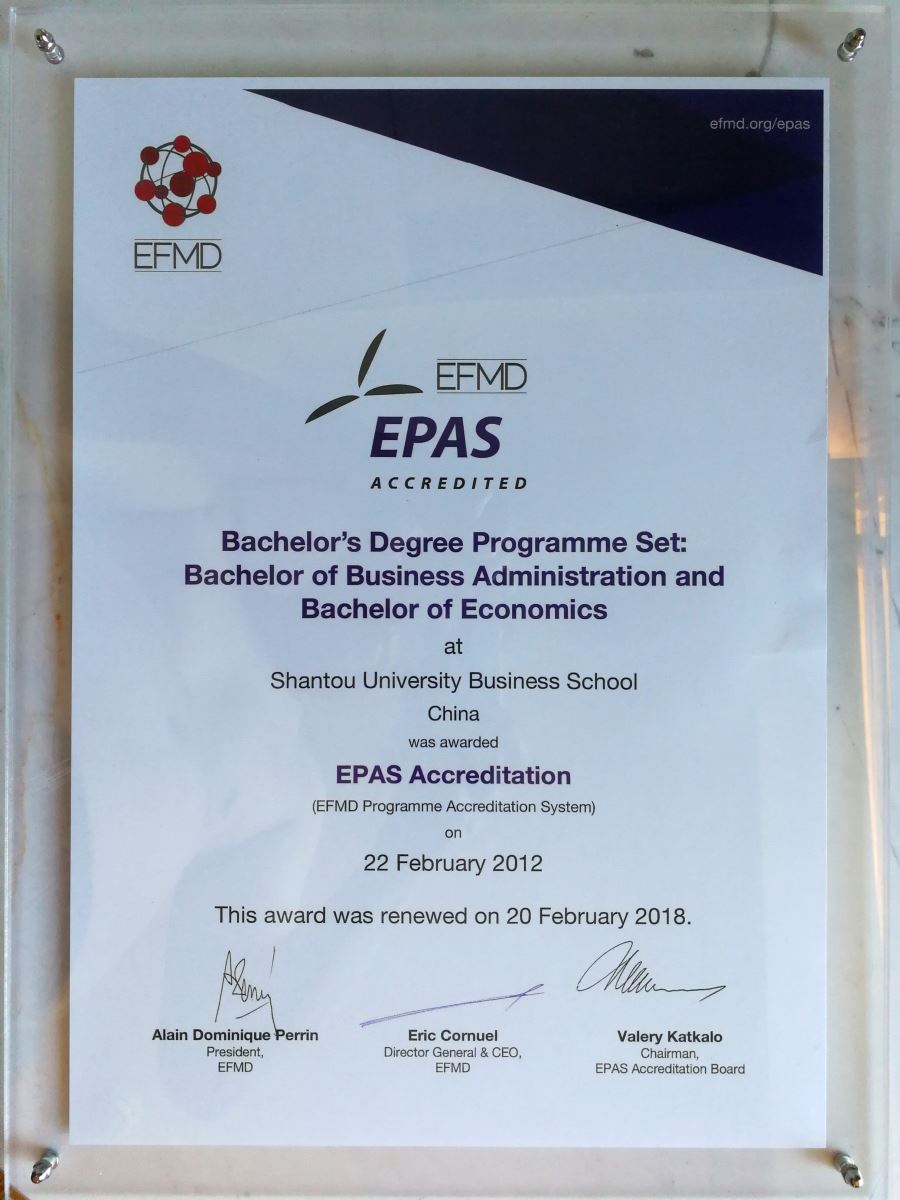 efmd.org/epas
EFMD
EFMD
EPAS
ACCREDITED
Bachelor's Degree Programme Set:
Bachelor of Business Administration and
Bachelor of Economics
at
Shantou University Business School
China
was awarded
EPAS Accreditation
(EFMD Programme Accreditation System)
on
22 February 2012
This award was renewed on 20 February 2018.
Alain Dominique Perrin
President,
EFMD
Eric Cornuel
Director General & CEO,
EFMD
Valery Katkalo
Chairman,
EPAS Accreditation Board